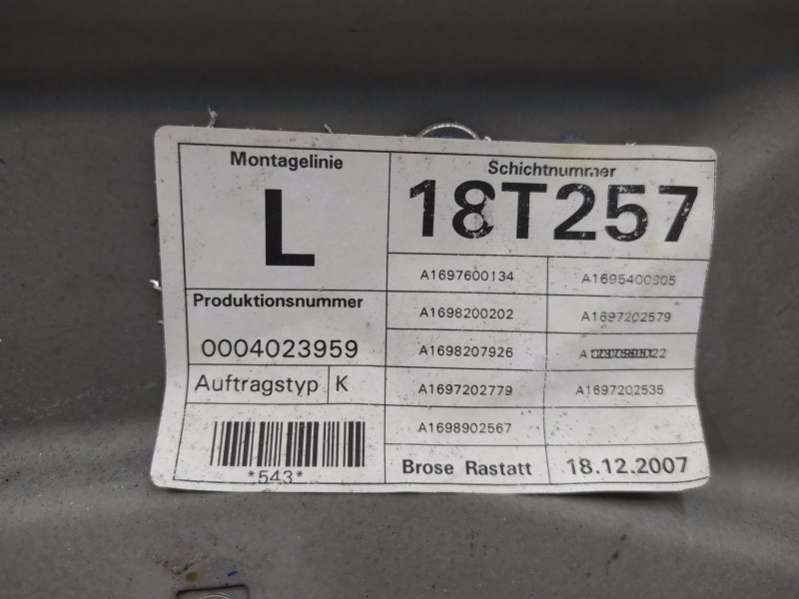 Montagelinie
L
Produktionsnummer
0004023959
Auftragstyp K
*543*
Schichtnummer
18T257
A1697600134
A1698200202 A1697202579
A1698207926
A1697202779 A1697202535
A1698902567
Brose Rastatt 18.12.2007